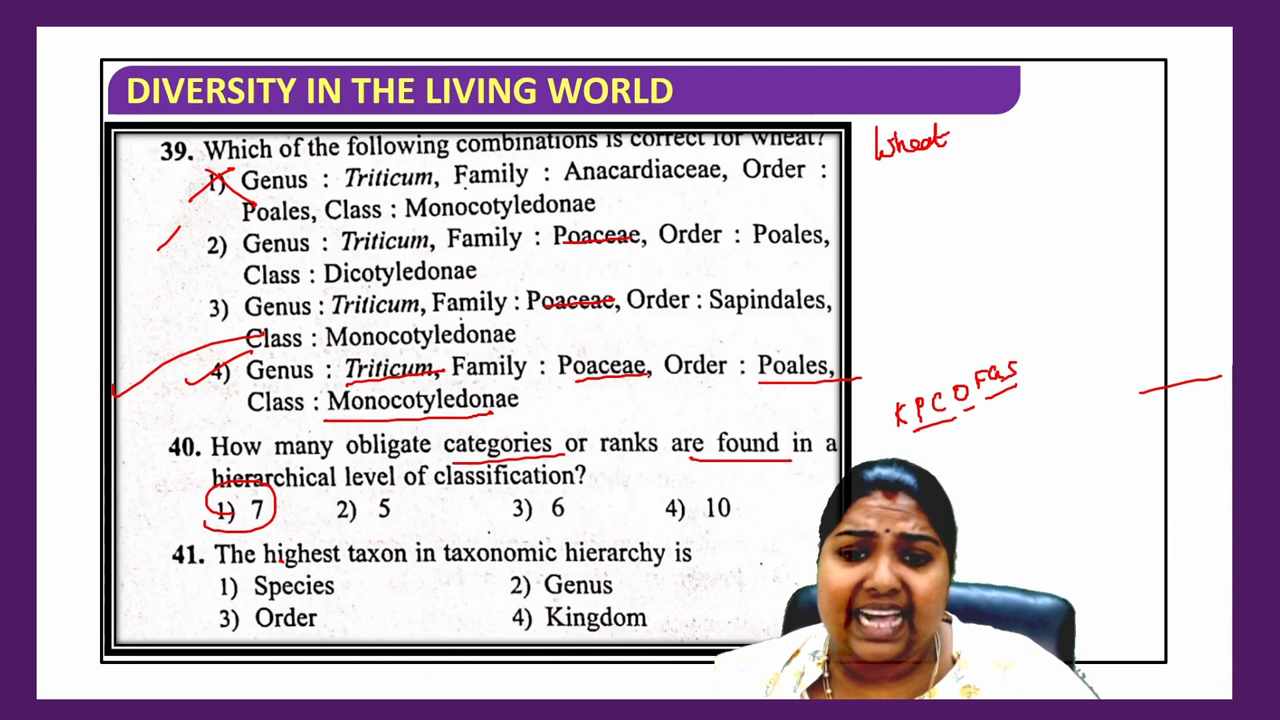 DIVERSITY IN THE LIVING WORLD
Wheat
39. Which of the following combinations is correct for wheat?
1) Genus : Triticum, Family : Anacardiaceae, Order :
Poales, Class : Monocotyledonae
2) Genus : Triticum, Family : Poaceae, Order : Poales,
Class : Dicotyledonae
3) Genus : Triticum, Family : Poaceae, Order : Sapindales,
Class : Monocotyledonae
4) Genus : Triticum, Family : Poaceae, Order : Poales,
Class : Monocotyledonae
KPCOFGS
40. How many obligate categories or ranks are found in a
hierarchical level of classification?
1) 7 2) 5 3) 6 4) 10
41. The highest taxon in taxonomic hierarchy is
1) Species 2) Genus
3) Order 4) Kingdom